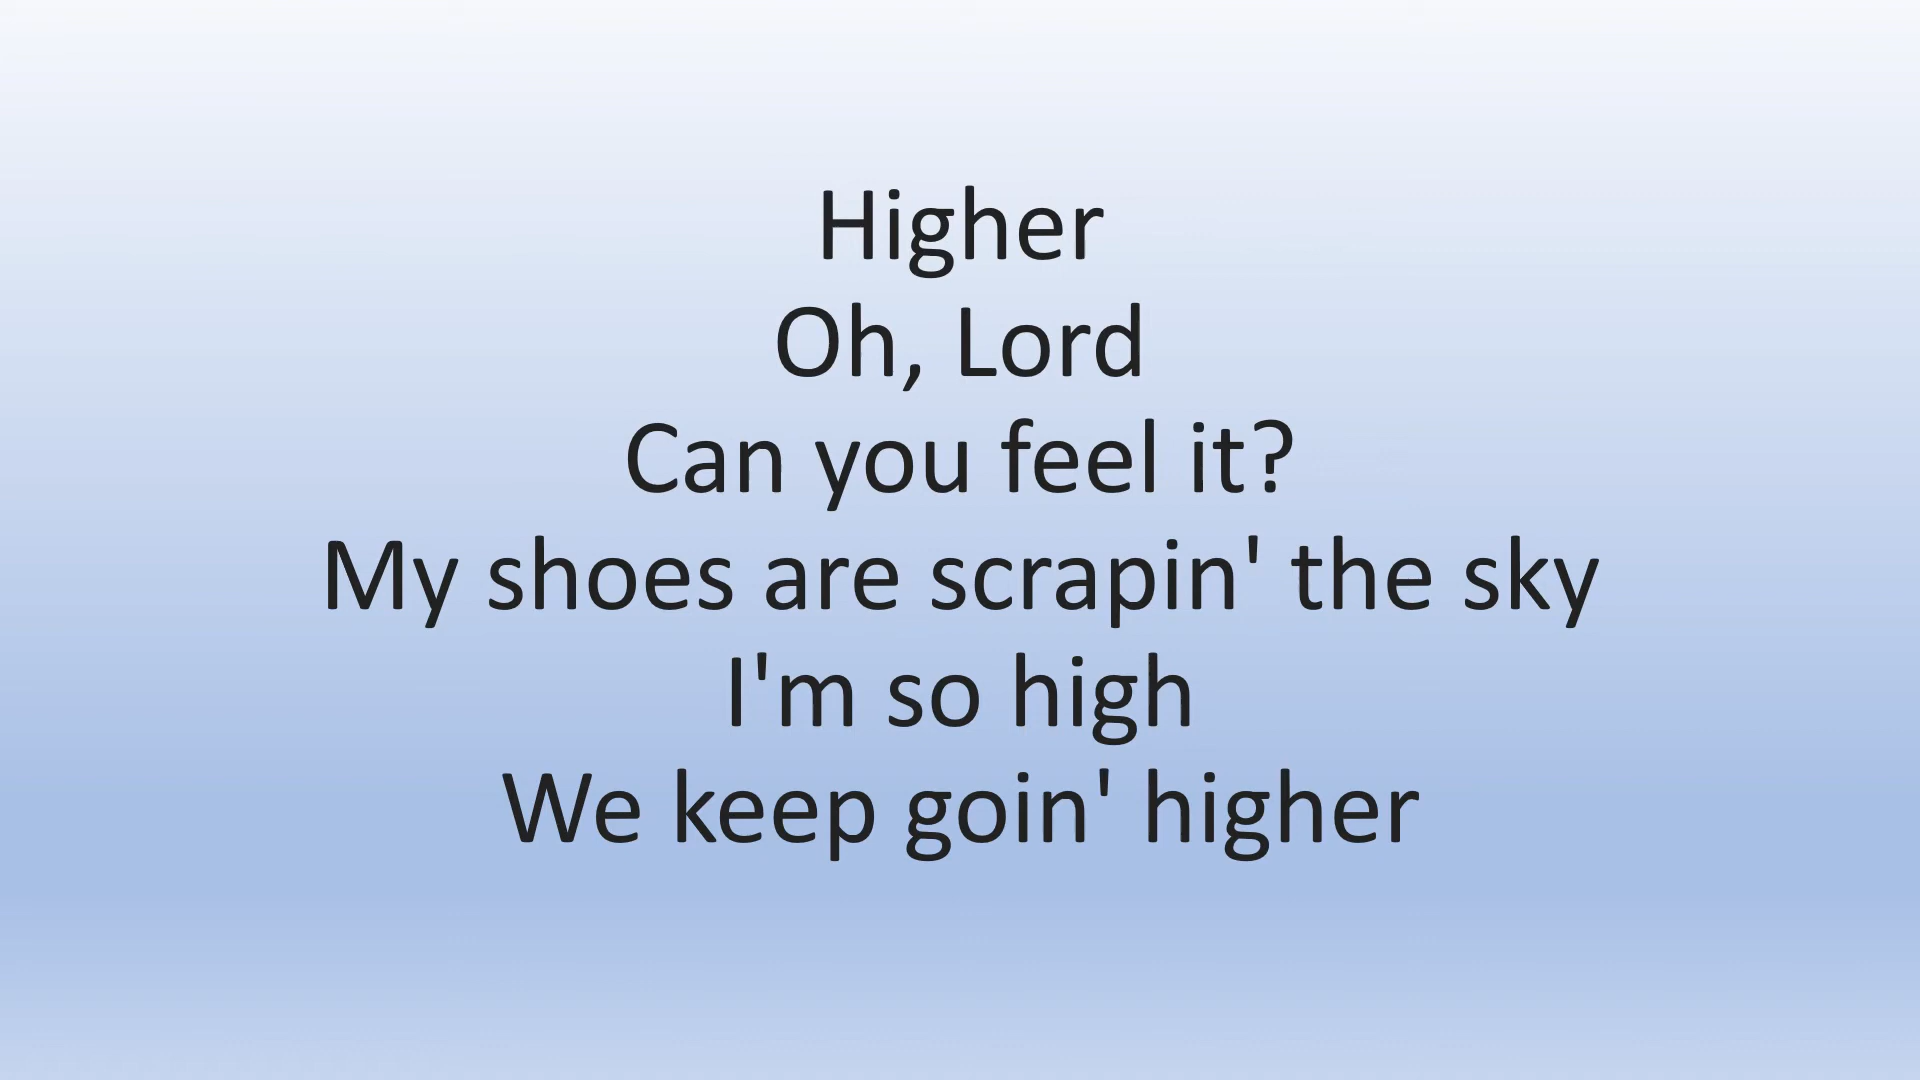 Higher
Oh, Lord
Can you feel it?
My shoes are scrapin' the sky
I'm so high
We keep goin' higher